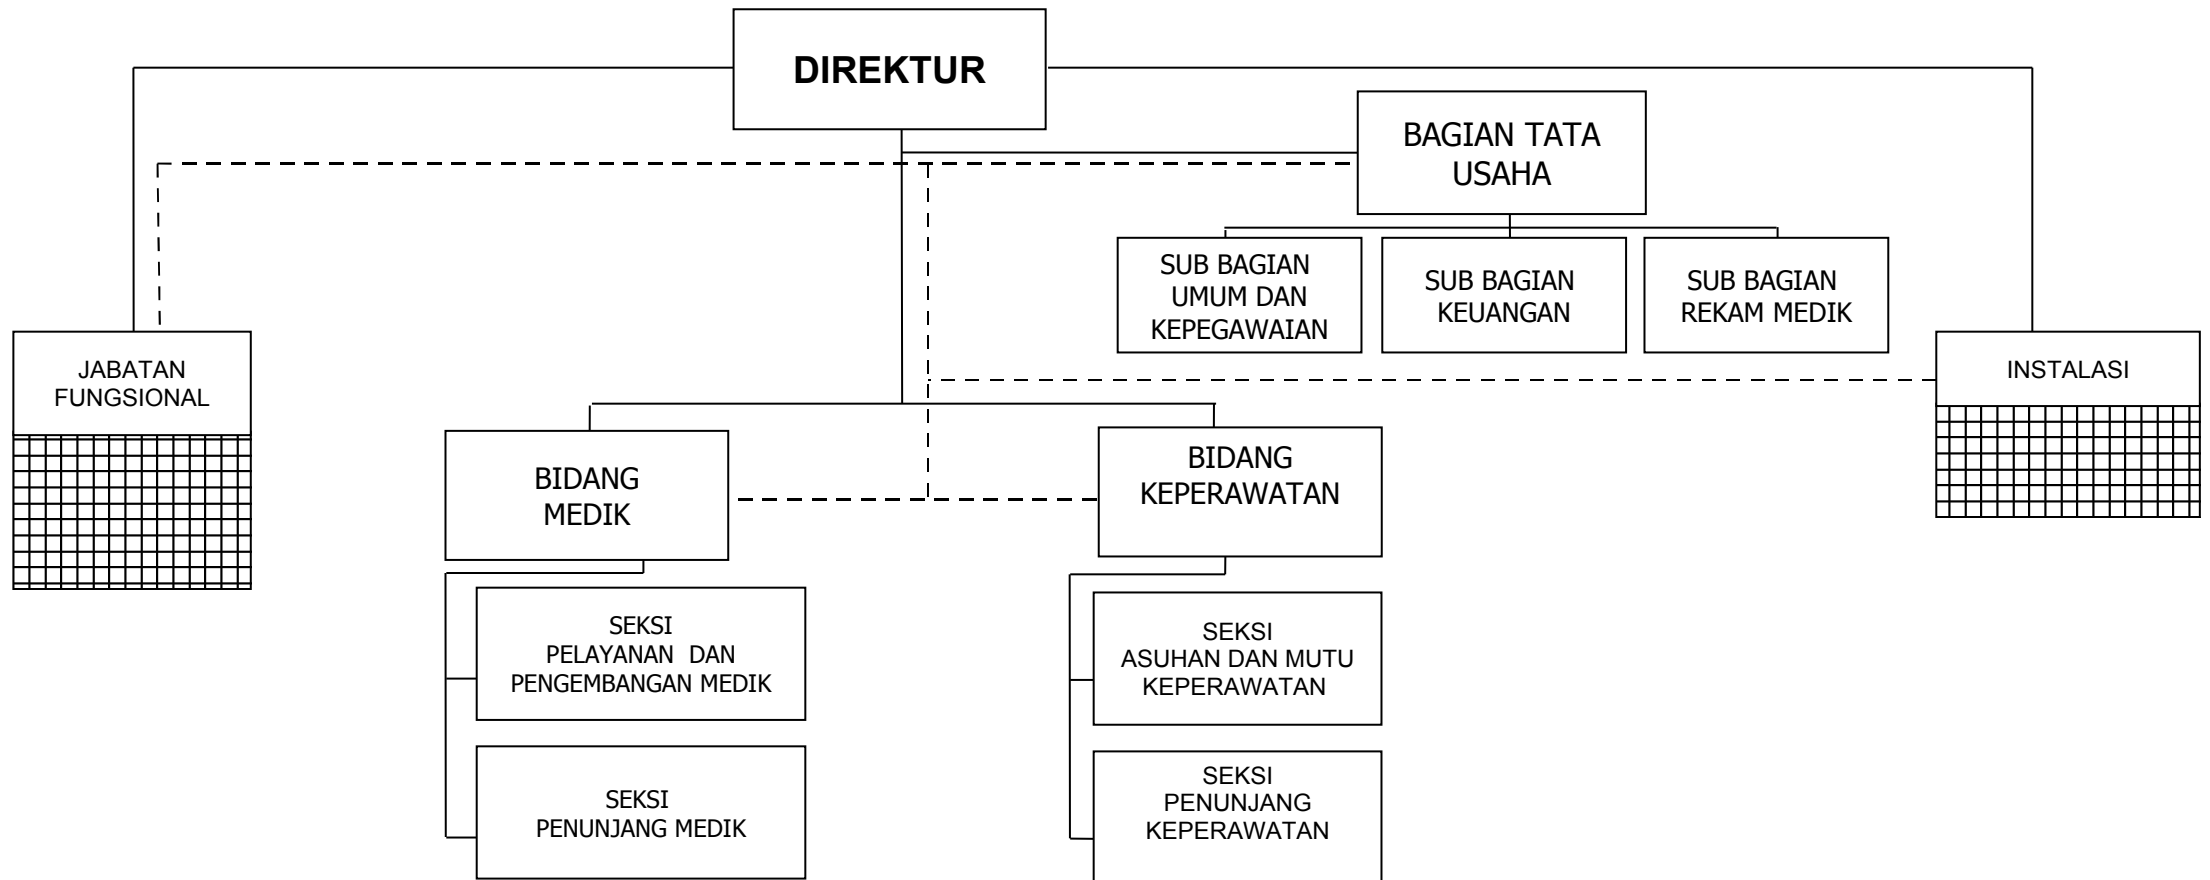 DIREKTUR
BAGIAN TATA
USAHA
SUB BAGIAN
UMUM DAN
KEPEGAWAIAN
SUB BAGIAN
KEUANGAN
SUB BAGIAN
REKAM MEDIK
JABATAN
FUNGSIONAL
INSTALASI
BIDANG
MEDIK
BIDANG
KEPERAWATAN
SEKSI
PELAYANAN DAN
PENGEMBANGAN MEDIK
SEKSI
ASUHAN DAN MUTU
KEPERAWATAN
SEKSI
PENUNJANG MEDIK
SEKSI
PENUNJANG
KEPERAWATAN